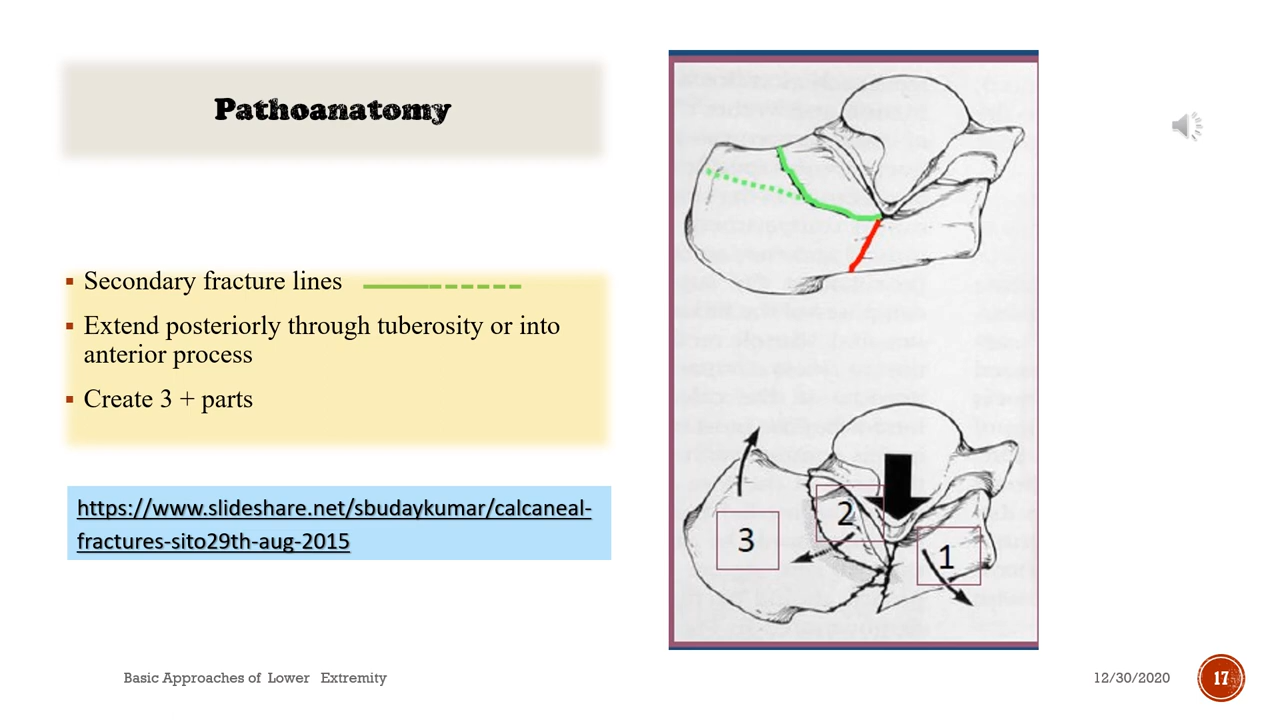 Pathoanatomy
Secondary fracture lines
Extend posteriorly through tuberosity or into
anterior process
Create 3 + parts
https://www.slideshare.net/sbudaykumar/calcaneal-
fractures-sito29th-aug-2015
2
3
1
Basic Approaches of Lower Extremity
12/30/2020
17